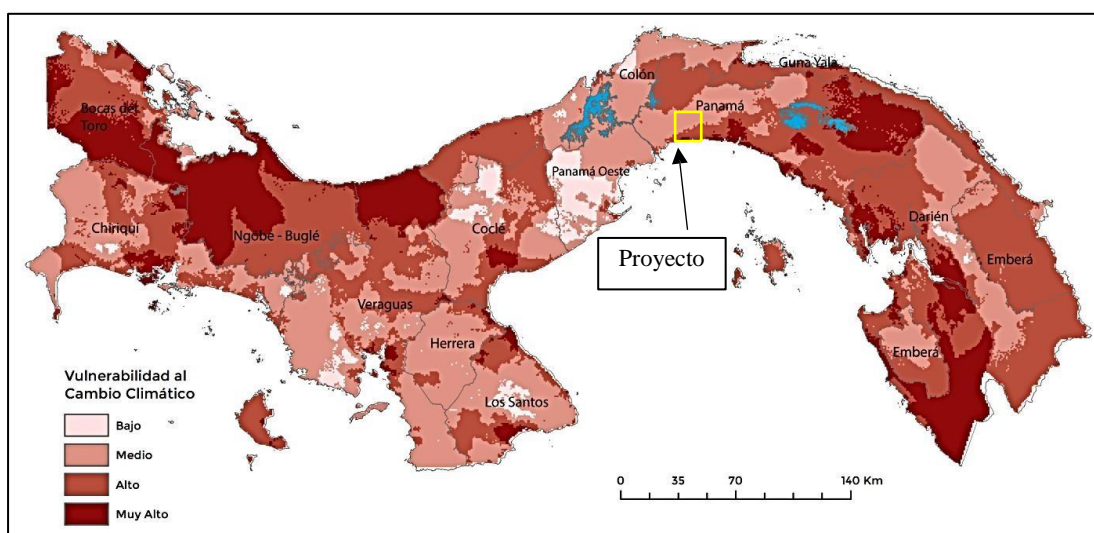 Colón
Guna Yala
Bocas del
Toro
Panamá
Panamá Oeste
Chiriquí
Ngöbe - Buglé
Coclé
Darién
Proyecto
Emberá
Veraguas
Herrera
Emberá
Vulnerabilidad al
Cambio Climático
Los Santos
Bajo
Medio
Alto
Muy Alto
0 35 70 140 Km